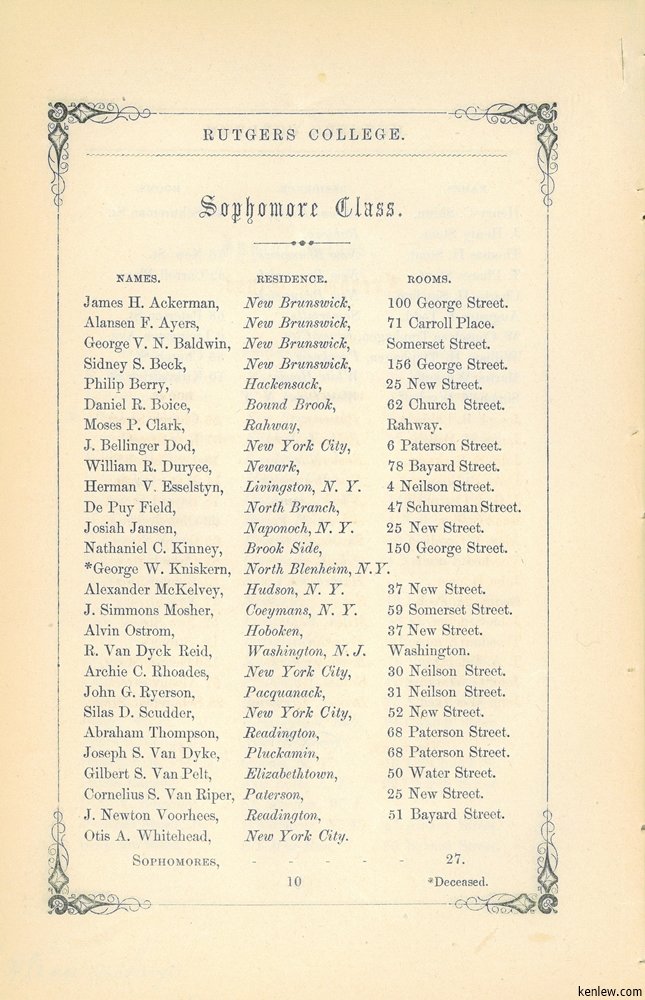 RUTGERS COLLEGE.
Sophomore Class.
NAMES. RESIDENCE. ROOMS.
James H. Ackerman, New Brunswick, 100 George Street.
Alansen F. Ayers, New Brunswick, 71 Carroll Place.
George V. N. Baldwin, New Brunswick, Somerset Street.
Sidney S. Beck, New Brunswick, 156 George Street.
Philip Berry, Hackensack, 25 New Street.
Daniel R. Boice, Bound Brook, 62 Church Street.
Moses P. Clark, Rahway, Rahway.
J. Bellinger Dod, New York City, 6 Paterson Street.
William R. Duryee, Newark, 78 Bayard Street.
Herman V. Esselstyn, Livingston, N. Y. 4 Neilson Street.
De Puy Field, North Branch, 47 Schureman Street.
Josiah Jansen, Naponoch, N. Y. 25 New Street.
Nathaniel C. Kinney, Brook Side, 150 George Street.
*George W. Kniskern, North Blenheim, N.Y.
Alexander McKelvey, Hudson, N. Y. 37 New Street.
J. Simmons Mosher, Coeymans, N. Y. 59 Somerset Street.
Alvin Ostrom, Hoboken, 37 New Street.
R. Van Dyck Reid, Washington, N. J. Washington.
Archie C. Rhoades, New York City, 30 Neilson Street.
John G. Ryerson, Pacquanack, 31 Neilson Street.
Silas D. Scudder, New York City, 52 New Street.
Abraham Thompson, Readington, 68 Paterson Street.
Joseph S. Van Dyke, Pluckamin, 68 Paterson Street.
Gilbert S. Van Pelt, Elizabethtown, 50 Water Street.
Cornelius S. Van Riper, Paterson, 25 New Street.
J. Newton Voorhees, Readington, 51 Bayard Street.
Otis A. Whitehead, New York City.
SOPHOMORES, - - - - - 27.
10 *Deceased.
kenlew.com